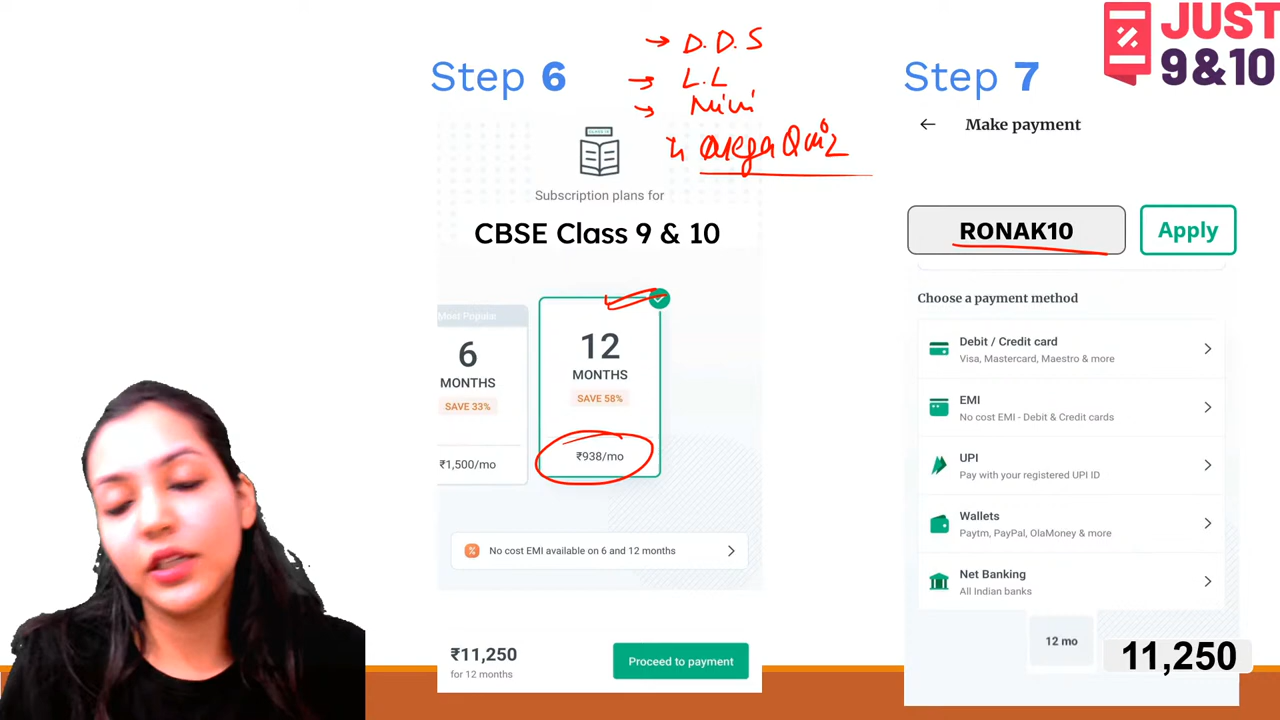 → D.D.S
→ L.L
→ Mini
Mega Quiz
Step 6
CLASS 10
Subscription plans for
CBSE Class 9 & 10
Most Popular
6
MONTHS
SAVE 33%
₹1,500/mo
12
MONTHS
SAVE 58%
₹938/mo
% No cost EMI available on 6 and 12 months
₹11,250
for 12 months
Proceed to payment
JUST
9&10
Step 7
← Make payment
RONAK10
Apply
Choose a payment method
Debit / Credit card
Visa, Mastercard, Maestro & more
EMI
No cost EMI - Debit & Credit cards
UPI
Pay with your registered UPI ID
Wallets
Paytm, PayPal, OlaMoney & more
Net Banking
All Indian banks
12 mo
11,250